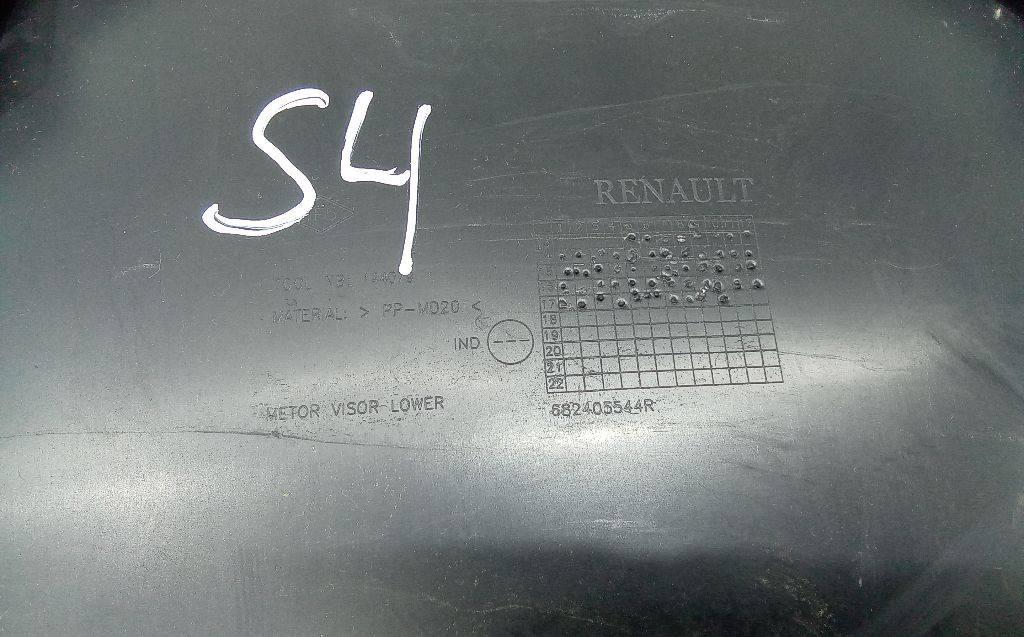 S4
RENAULT
MATERIAL: > PP-MD20 <
IND
17
18
19
20
21
22
METOR VISOR LOWER
682405544R